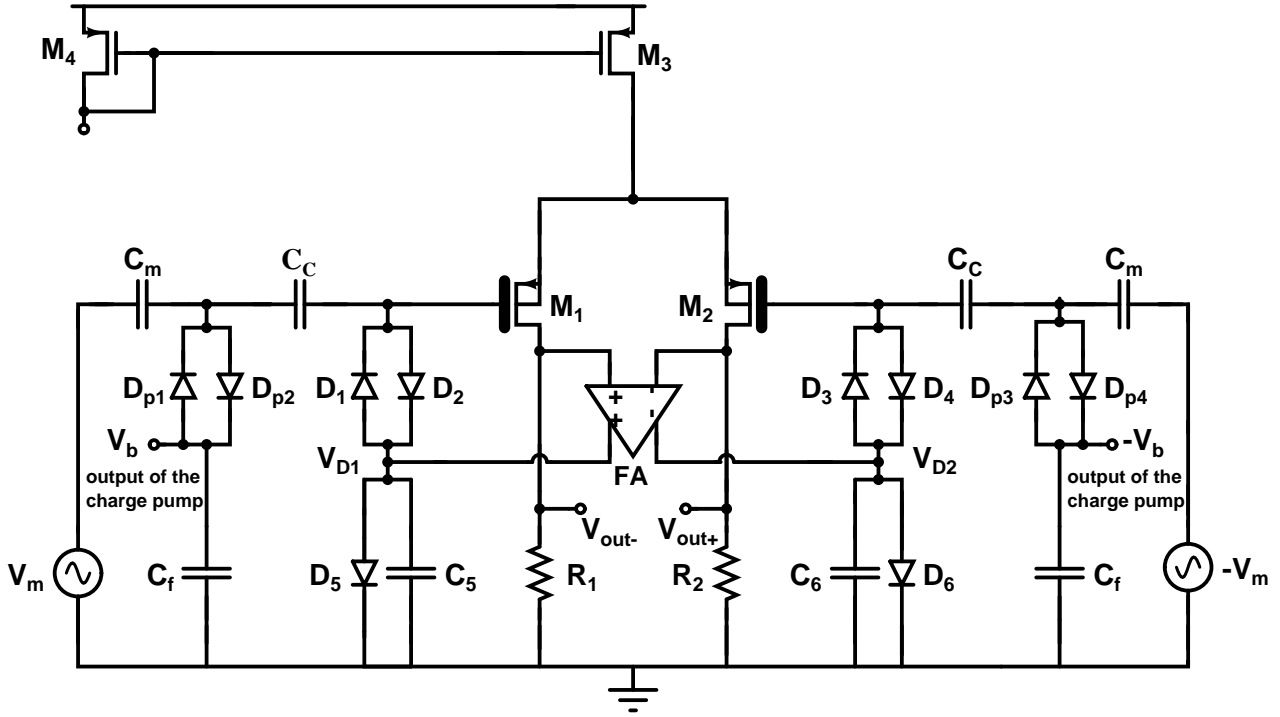 M4
M3
Cm
CC
CC
Cm
M1
M2
Dp1
Dp2
D1
D2
+
-
+
-
D3
D4
Dp3
Dp4
Vb
VD1
FA
VD2
-Vb
output of the
charge pump
output of the
charge pump
Vout-
Vout+
Vm
Cf
D5
C5
R1
R2
C6
D6
Cf
-Vm